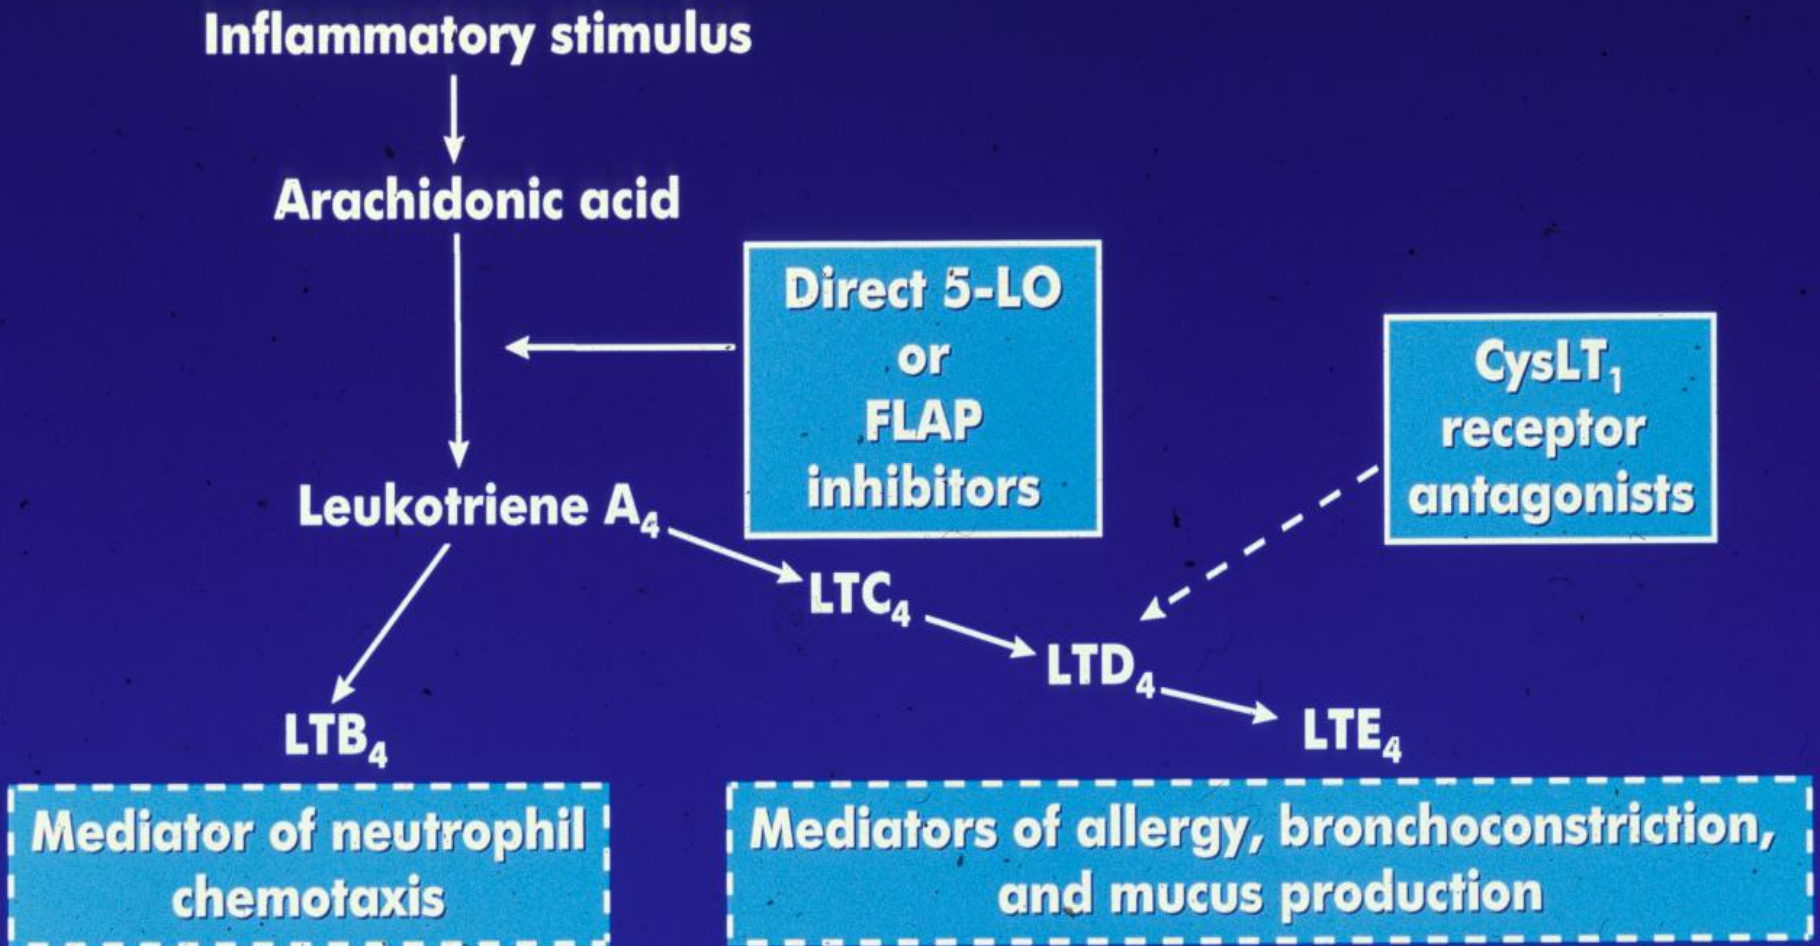 Inflammatory stimulus
Arachidonic acid
Direct 5-LO
or
FLAP
inhibitors
CysLT₁
receptor
antagonists
Leukotriene A₄
LTC₄
LTD₄
LTE₄
LTB₄
Mediator of neutrophil
chemotaxis
Mediators of allergy, bronchoconstriction,
and mucus production